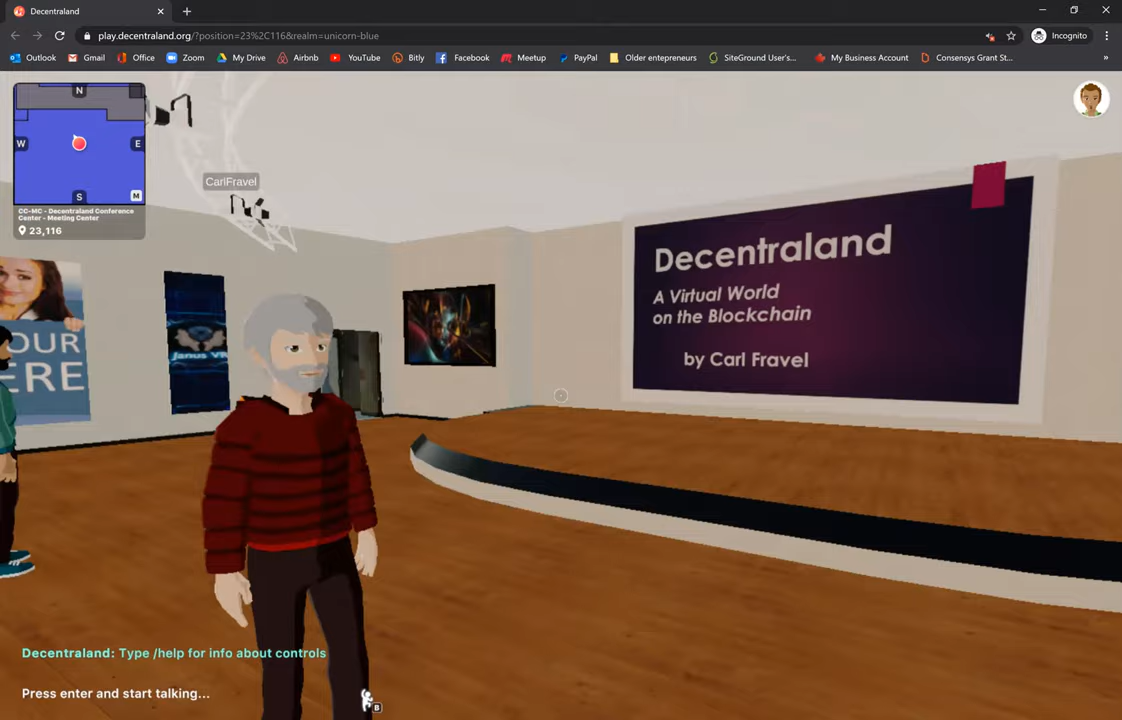 Decentraland
play.decentraland.org/?position=23%2C116&realm=unicorn-blue
Incognito
Outlook
Gmail
Office
Zoom
My Drive
Airbnb
YouTube
Bitly
Facebook
Meetup
PayPal
Older entepreneurs
SiteGround User's...
My Business Account
Consensys Grant St...
»
N
W
E
S
M
CC-MC - Decentraland Conference
Center - Meeting Center
23,116
CarlFravel
OUR
ERE
Janus VR
Decentraland
A Virtual World
on the Blockchain
by Carl Fravel
Decentraland: Type /help for info about controls
Press enter and start talking...
B